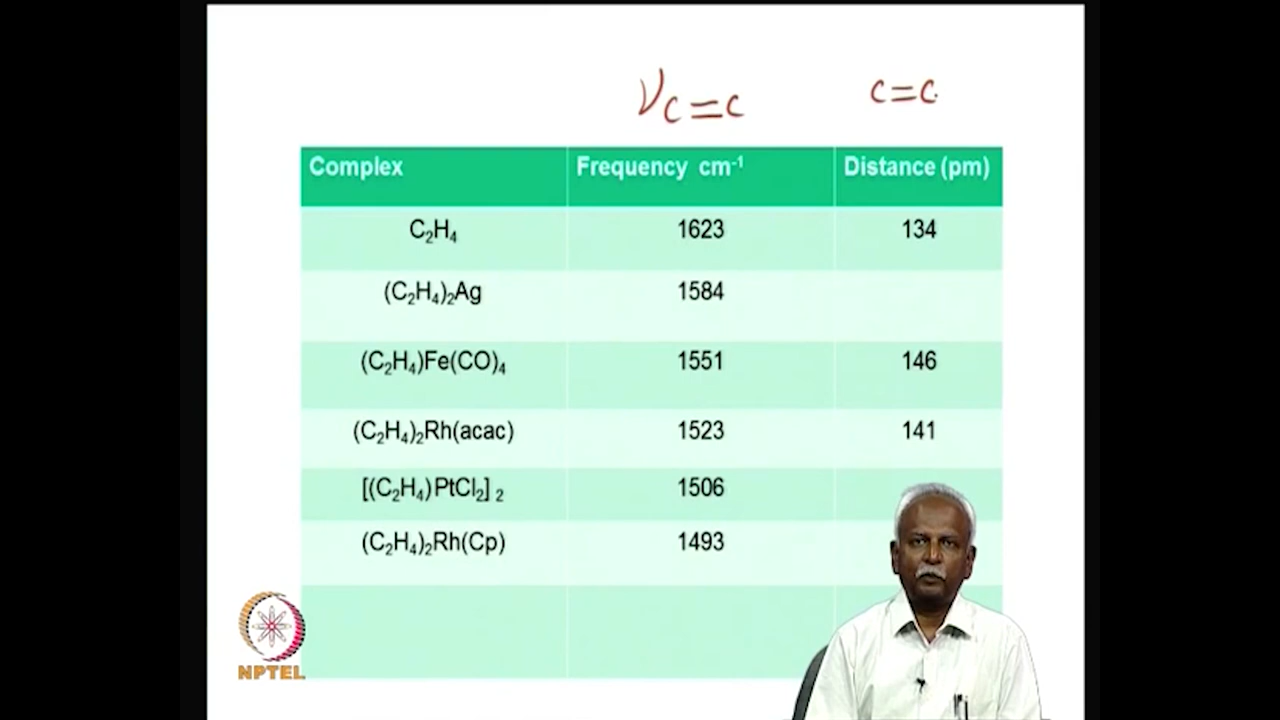 νC=C C=C
Complex Frequency cm⁻¹ Distance (pm)
C₂H₄ 1623 134
(C₂H₄)₂Ag 1584
(C₂H₄)Fe(CO)₄ 1551 146
(C₂H₄)₂Rh(acac) 1523 141
[(C₂H₄)PtCl₂]₂ 1506
(C₂H₄)₂Rh(Cp) 1493
NPTEL